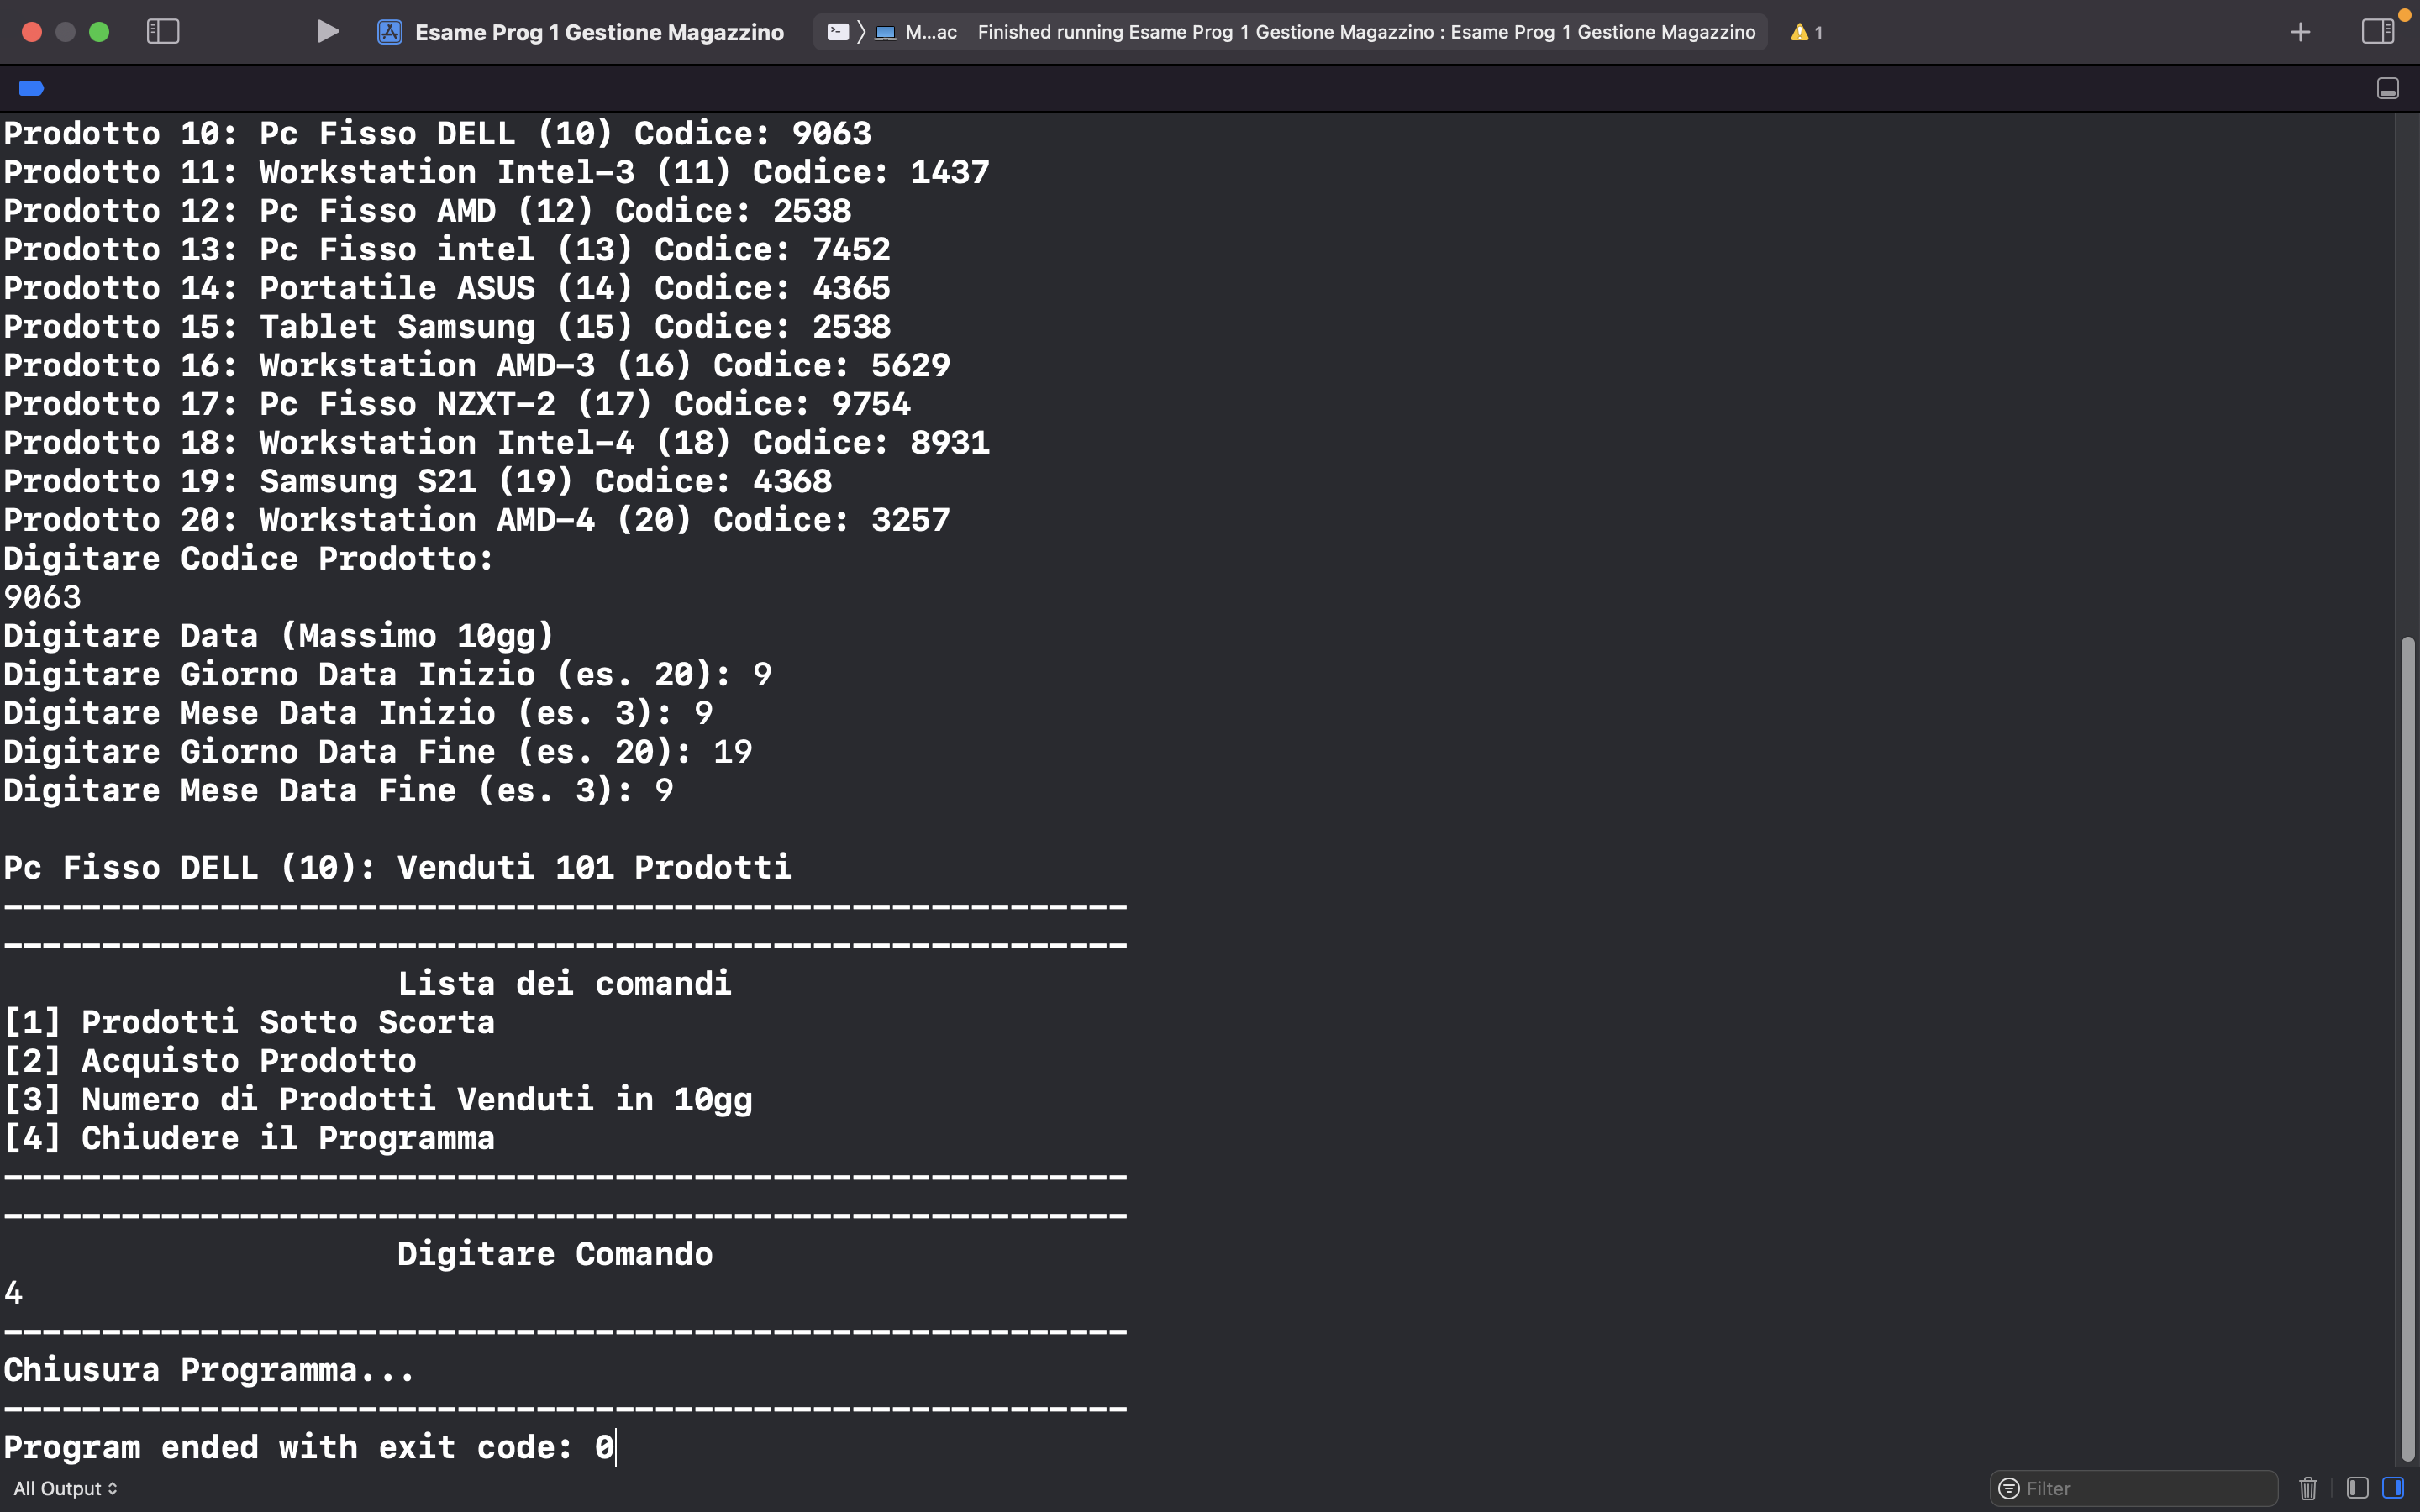 Esame Prog 1 Gestione Magazzino
M...ac Finished running Esame Prog 1 Gestione Magazzino : Esame Prog 1 Gestione Magazzino
1
Prodotto 10: Pc Fisso DELL (10) Codice: 9063
Prodotto 11: Workstation Intel-3 (11) Codice: 1437
Prodotto 12: Pc Fisso AMD (12) Codice: 2538
Prodotto 13: Pc Fisso intel (13) Codice: 7452
Prodotto 14: Portatile ASUS (14) Codice: 4365
Prodotto 15: Tablet Samsung (15) Codice: 2538
Prodotto 16: Workstation AMD-3 (16) Codice: 5629
Prodotto 17: Pc Fisso NZXT-2 (17) Codice: 9754
Prodotto 18: Workstation Intel-4 (18) Codice: 8931
Prodotto 19: Samsung S21 (19) Codice: 4368
Prodotto 20: Workstation AMD-4 (20) Codice: 3257
Digitare Codice Prodotto:
9063
Digitare Data (Massimo 10gg)
Digitare Giorno Data Inizio (es. 20): 9
Digitare Mese Data Inizio (es. 3): 9
Digitare Giorno Data Fine (es. 20): 19
Digitare Mese Data Fine (es. 3): 9
Pc Fisso DELL (10): Venduti 101 Prodotti
---------------------------------------------------------
---------------------------------------------------------
Lista dei comandi
[1] Prodotti Sotto Scorta
[2] Acquisto Prodotto
[3] Numero di Prodotti Venduti in 10gg
[4] Chiudere il Programma
---------------------------------------------------------
---------------------------------------------------------
Digitare Comando
4
---------------------------------------------------------
Chiusura Programma...
---------------------------------------------------------
Program ended with exit code: 0
All Output
Filter